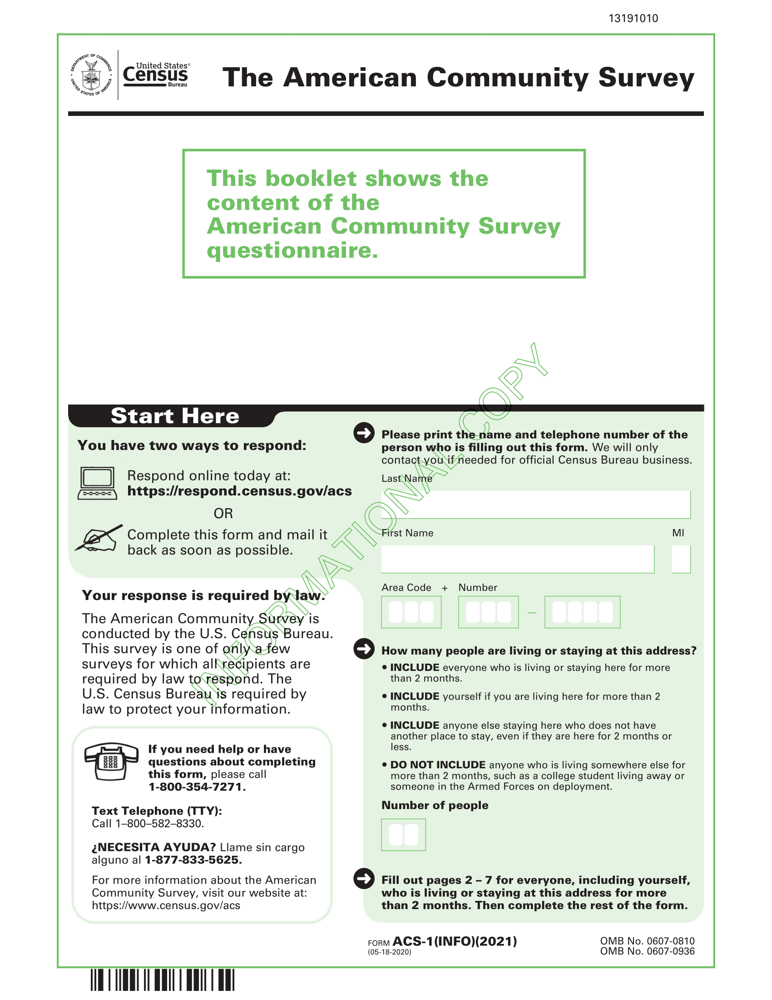 13191010
DEPARTMENT OF COMMERCE
UNITED STATES OF AMERICA
United States®
Census
Bureau
The American Community Survey
This booklet shows the
content of the
American Community Survey
questionnaire.
Start Here
You have two ways to respond:
Respond online today at:
https://respond.census.gov/acs
OR
Complete this form and mail it
back as soon as possible.
Your response is required by law.
The American Community Survey is
conducted by the U.S. Census Bureau.
This survey is one of only a few
surveys for which all recipients are
required by law to respond. The
U.S. Census Bureau is required by
law to protect your information.
If you need help or have
questions about completing
this form, please call
1-800-354-7271.
Text Telephone (TTY):
Call 1–800–582–8330.
¿NECESITA AYUDA? Llame sin cargo
alguno al 1-877-833-5625.
For more information about the American
Community Survey, visit our website at:
https://www.census.gov/acs
Please print the name and telephone number of the
person who is filling out this form. We will only
contact you if needed for official Census Bureau business.
Last Name
First Name MI
Area Code + Number
–
How many people are living or staying at this address?
• INCLUDE everyone who is living or staying here for more
than 2 months.
• INCLUDE yourself if you are living here for more than 2
months.
• INCLUDE anyone else staying here who does not have
another place to stay, even if they are here for 2 months or
less.
• DO NOT INCLUDE anyone who is living somewhere else for
more than 2 months, such as a college student living away or
someone in the Armed Forces on deployment.
Number of people
Fill out pages 2 – 7 for everyone, including yourself,
who is living or staying at this address for more
than 2 months. Then complete the rest of the form.
FORM ACS-1(INFO)(2021)
(05-18-2020)
OMB No. 0607-0810
OMB No. 0607-0936
INFORMATIONAL COPY